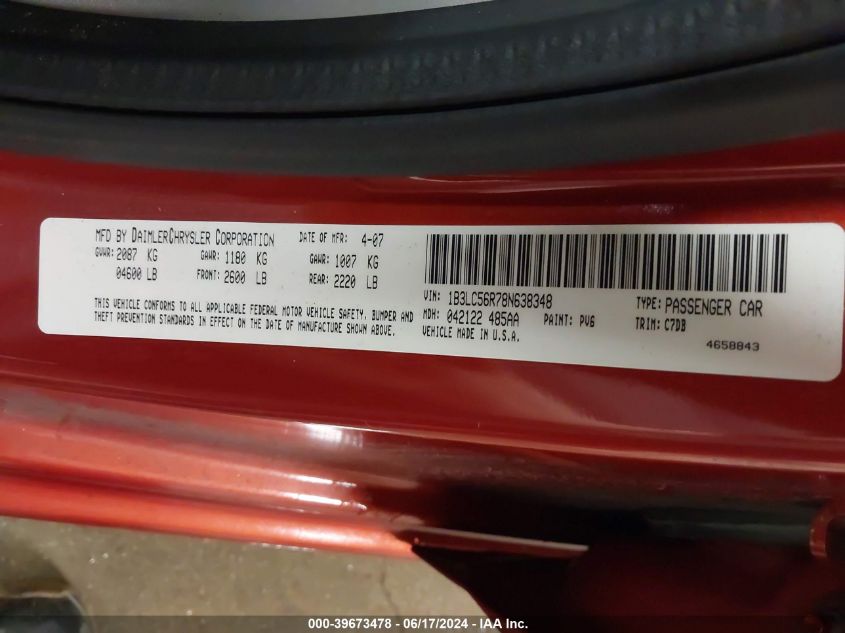 MFD BY DAIMLERCHRYSLER CORPORATION DATE OF MFR: 4-07
GVWR: 2087 KG GAWR: 1180 KG GAWR: 1007 KG
04600 LB FRONT: 2600 LB REAR: 2220 LB
THIS VEHICLE CONFORMS TO ALL APPLICABLE FEDERAL MOTOR VEHICLE SAFETY, BUMPER AND
THEFT PREVENTION STANDARDS IN EFFECT ON THE DATE OF MANUFACTURE SHOWN ABOVE.
VIN: 1B3LC56R78N638348 TYPE: PASSENGER CAR
MDH: 042122 485AA PAINT: PV6 TRIM: C7DB
VEHICLE MADE IN U.S.A. 4658843
000-39673478 - 06/17/2024 - IAA Inc.